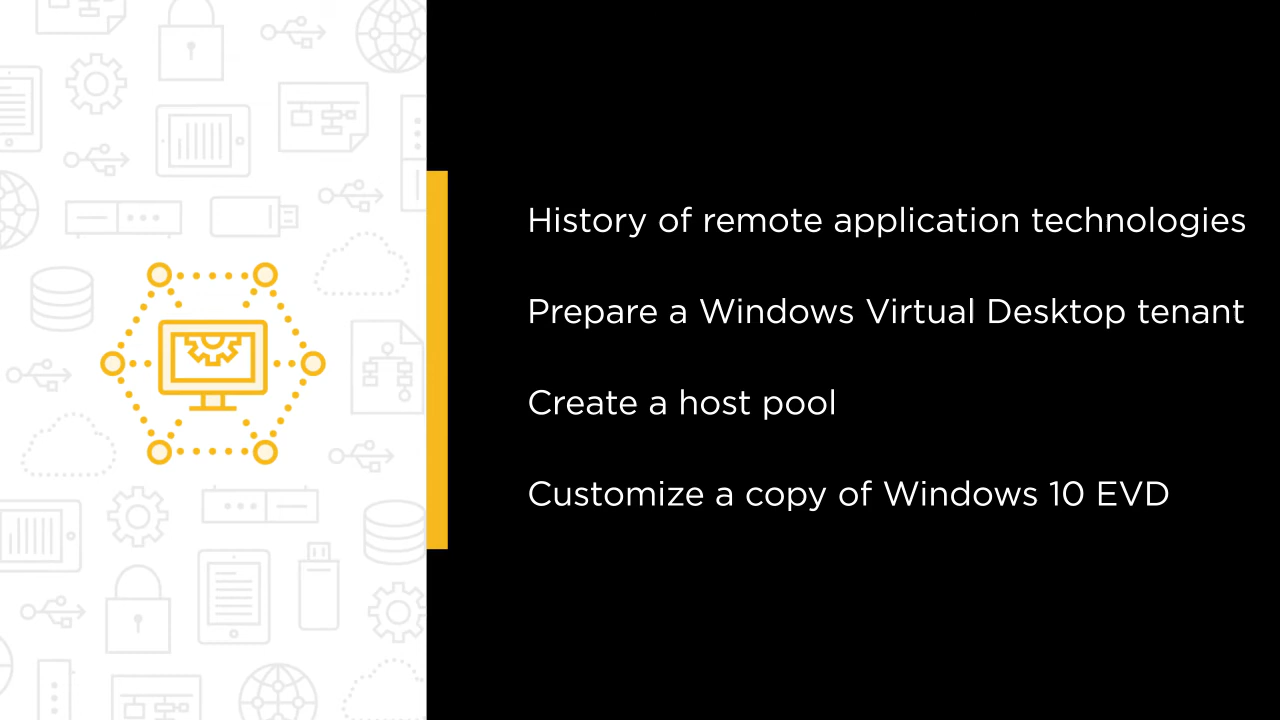 History of remote application technologies
Prepare a Windows Virtual Desktop tenant
Create a host pool
Customize a copy of Windows 10 EVD